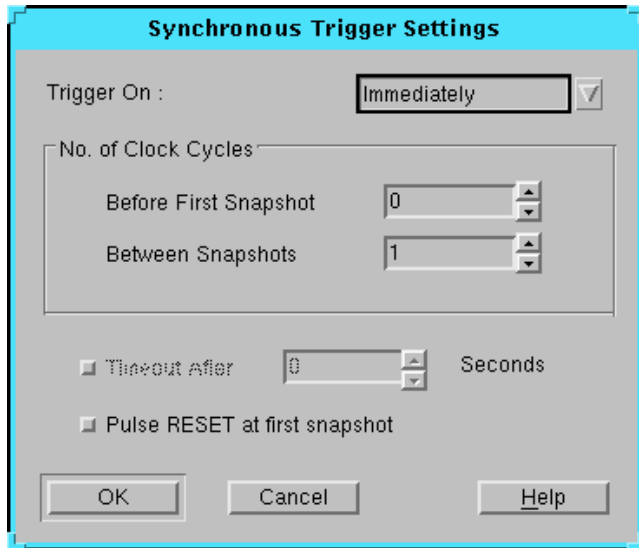 Synchronous Trigger Settings
Trigger On : Immediately
No. of Clock Cycles
Before First Snapshot 0
Between Snapshots 1
Timeout After 0 Seconds
Pulse RESET at first snapshot
OK Cancel Help